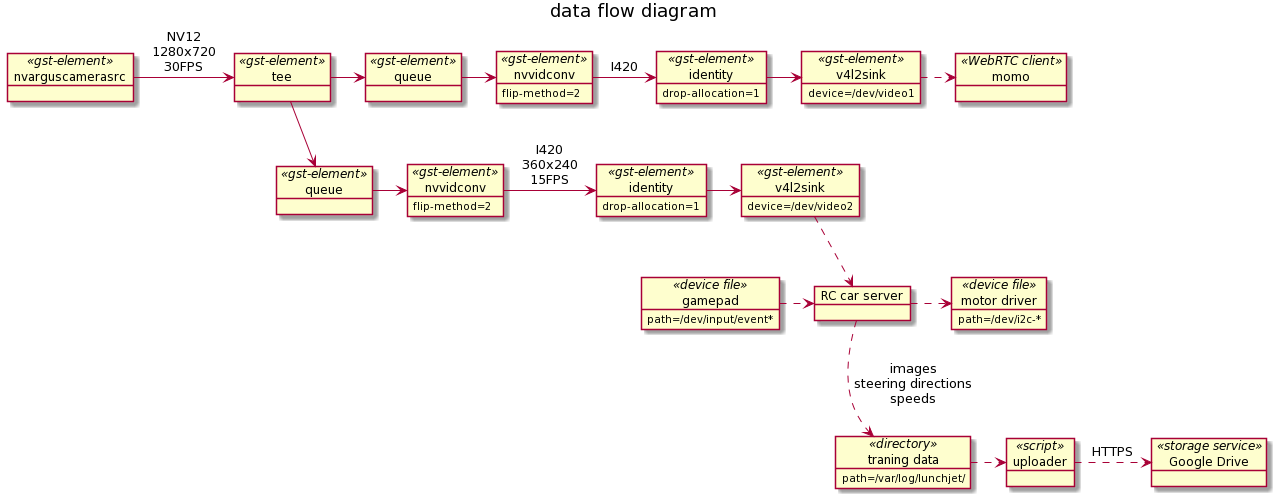 data flow diagram
NV12
1280x720
30FPS
«gst-element»
nvarguscamerasrc
«gst-element»
tee
«gst-element»
queue
«gst-element»
nvvidconv
flip-method=2
I420
«gst-element»
identity
drop-allocation=1
«gst-element»
v4l2sink
device=/dev/video1
«WebRTC client»
momo
«gst-element»
queue
«gst-element»
nvvidconv
flip-method=2
I420
360x240
15FPS
«gst-element»
identity
drop-allocation=1
«gst-element»
v4l2sink
device=/dev/video2
«device file»
gamepad
path=/dev/input/event*
RC car server
«device file»
motor driver
path=/dev/i2c-*
images
steering directions
speeds
«directory»
traning data
path=/var/log/lunchjet/
«script»
uploader
HTTPS
«storage service»
Google Drive